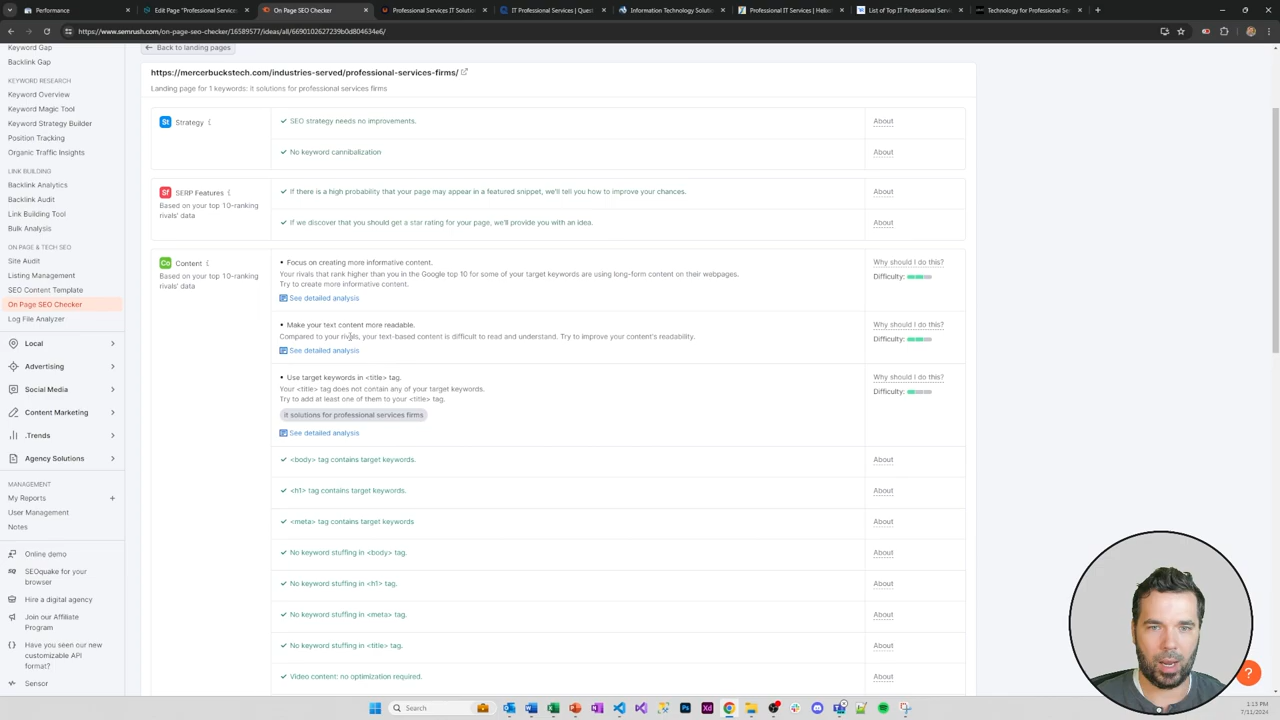 Performance
Edit "Professional Se
On Page SEO Checker
Professional Services IT Soluti
IT Professional Services | Quest
Information Technology Solution
Professional IT Services | Helio
List of Top IT Professional Serv
Technology for Professional Se
https://www.semrush.com/on-page-seo-checker/16589577/ideas/all/6690102627239b0d804634e6/
Keyword Gap
Backlink Gap
KEYWORD RESEARCH
Keyword Overview
Keyword Magic Tool
Keyword Strategy Builder
Position Tracking
Organic Traffic Insights
LINK BUILDING
Backlink Analytics
Backlink Audit
Link Building Tool
Bulk Analysis
ON PAGE & TECH SEO
Site Audit
Listing Management
SEO Content Template
On Page SEO Checker
Log File Analyzer
Local
Advertising
Social Media
Content Marketing
.Trends
Agency Solutions
MANAGEMENT
My Reports +
User Management
Notes
Online demo
SEOquake for your
browser
Hire a digital agency
Join our Affiliate
Program
Have you seen our new
customizable API
format?
Sensor
Back to landing pages
https://mercerbuckstech.com/industries-served/professional-services-firms/
Landing page for 1 keywords: it solutions for professional services firms
St Strategy i
SEO strategy needs no improvements. About
No keyword cannibalization About
Sf SERP Features i
Based on your top 10-ranking
rivals' data
If there is a high probability that your page may appear in a featured snippet, we'll tell you how to improve your chances. About
If we discover that you should get a star rating for your page, we'll provide you with an idea. About
Co Content i
Based on your top 10-ranking
rivals' data
• Focus on creating more informative content. Why should I do this?
Your rivals that rank higher than you in the Google top 10 for some of your target keywords are using long-form content on their webpages. Difficulty:
Try to create more informative content.
See detailed analysis
• Make your text content more readable. Why should I do this?
Compared to your rivals, your text-based content is difficult to read and understand. Try to improve your content's readability. Difficulty:
See detailed analysis
• Use target keywords in <title> tag. Why should I do this?
Your <title> tag does not contain any of your target keywords. Difficulty:
Try to add at least one of them to your <title> tag.
it solutions for professional services firms
See detailed analysis
<body> tag contains target keywords. About
<h1> tag contains target keywords. About
<meta> tag contains target keywords About
No keyword stuffing in <body> tag. About
No keyword stuffing in <h1> tag. About
No keyword stuffing in <meta> tag. About
No keyword stuffing in <title> tag. About
Video content: no optimization required. About
?
Search
1:13 PM
7/11/2024